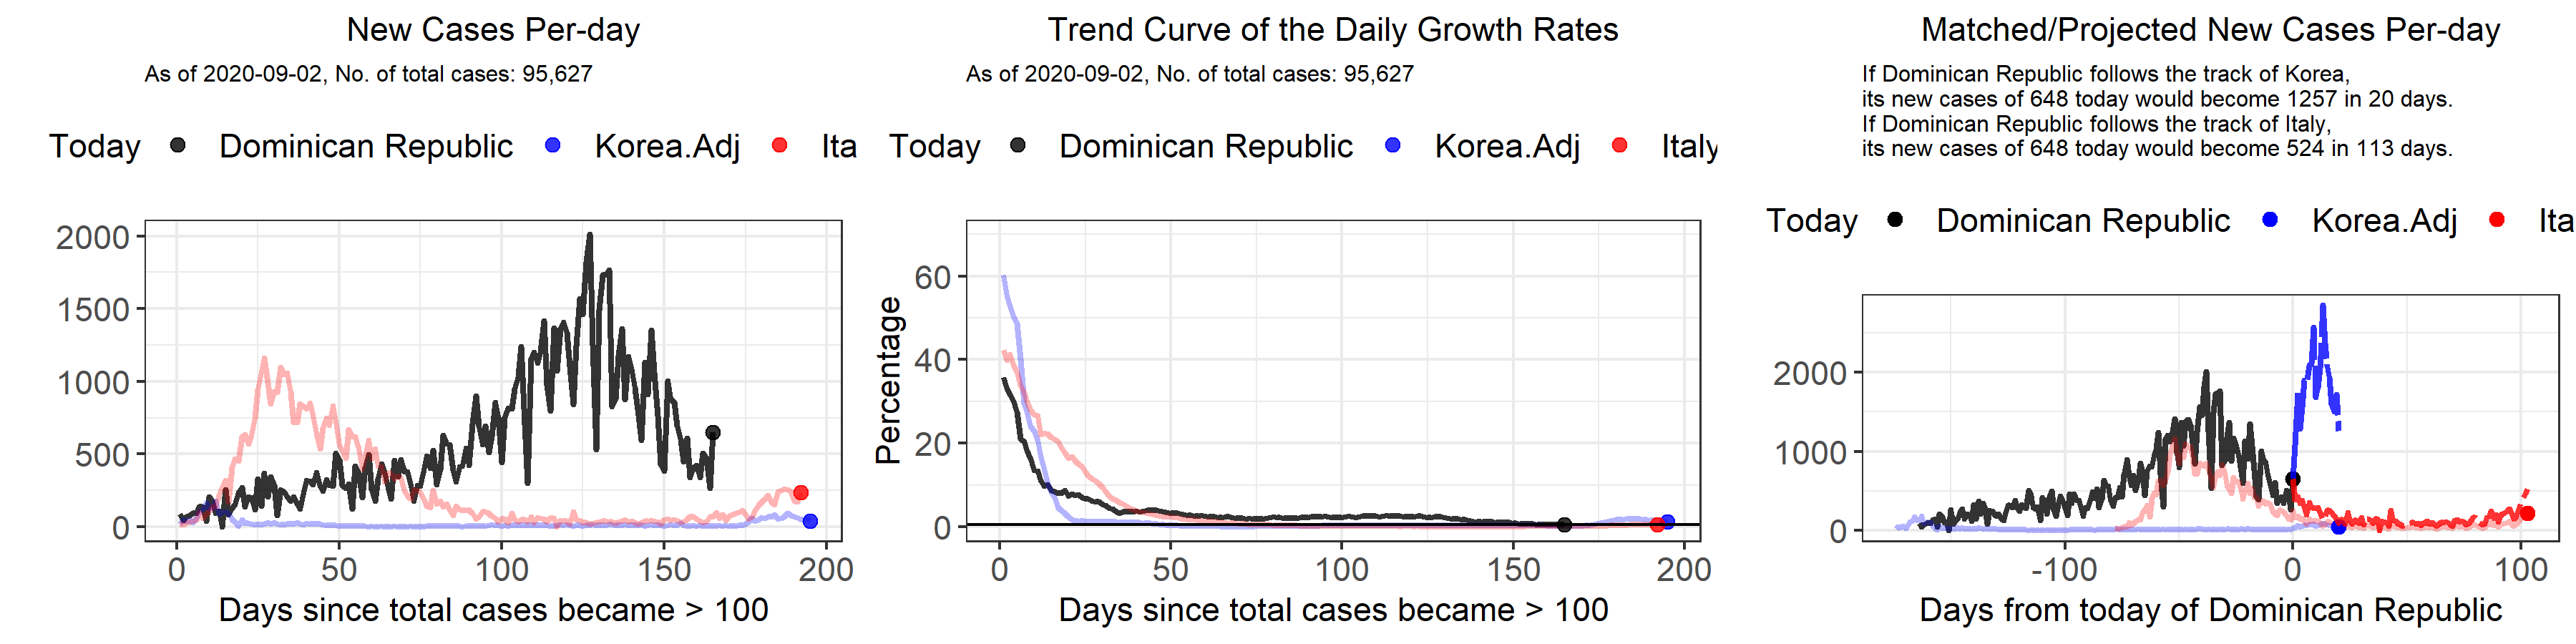 New Cases Per-day
As of 2020-09-02, No. of total cases: 95,627
Today Dominican Republic Korea.Adj Ita
2000
1500
1000
500
0
0 50 100 150 200
Days since total cases became > 100
Trend Curve of the Daily Growth Rates
As of 2020-09-02, No. of total cases: 95,627
Today Dominican Republic Korea.Adj Italy
Percentage
60
40
20
0
0 50 100 150 200
Days since total cases became > 100
Matched/Projected New Cases Per-day
If Dominican Republic follows the track of Korea,
its new cases of 648 today would become 1257 in 20 days.
If Dominican Republic follows the track of Italy,
its new cases of 648 today would become 524 in 113 days.
Today Dominican Republic Korea.Adj Ita
2000
1000
0
-100 0 100
Days from today of Dominican Republic